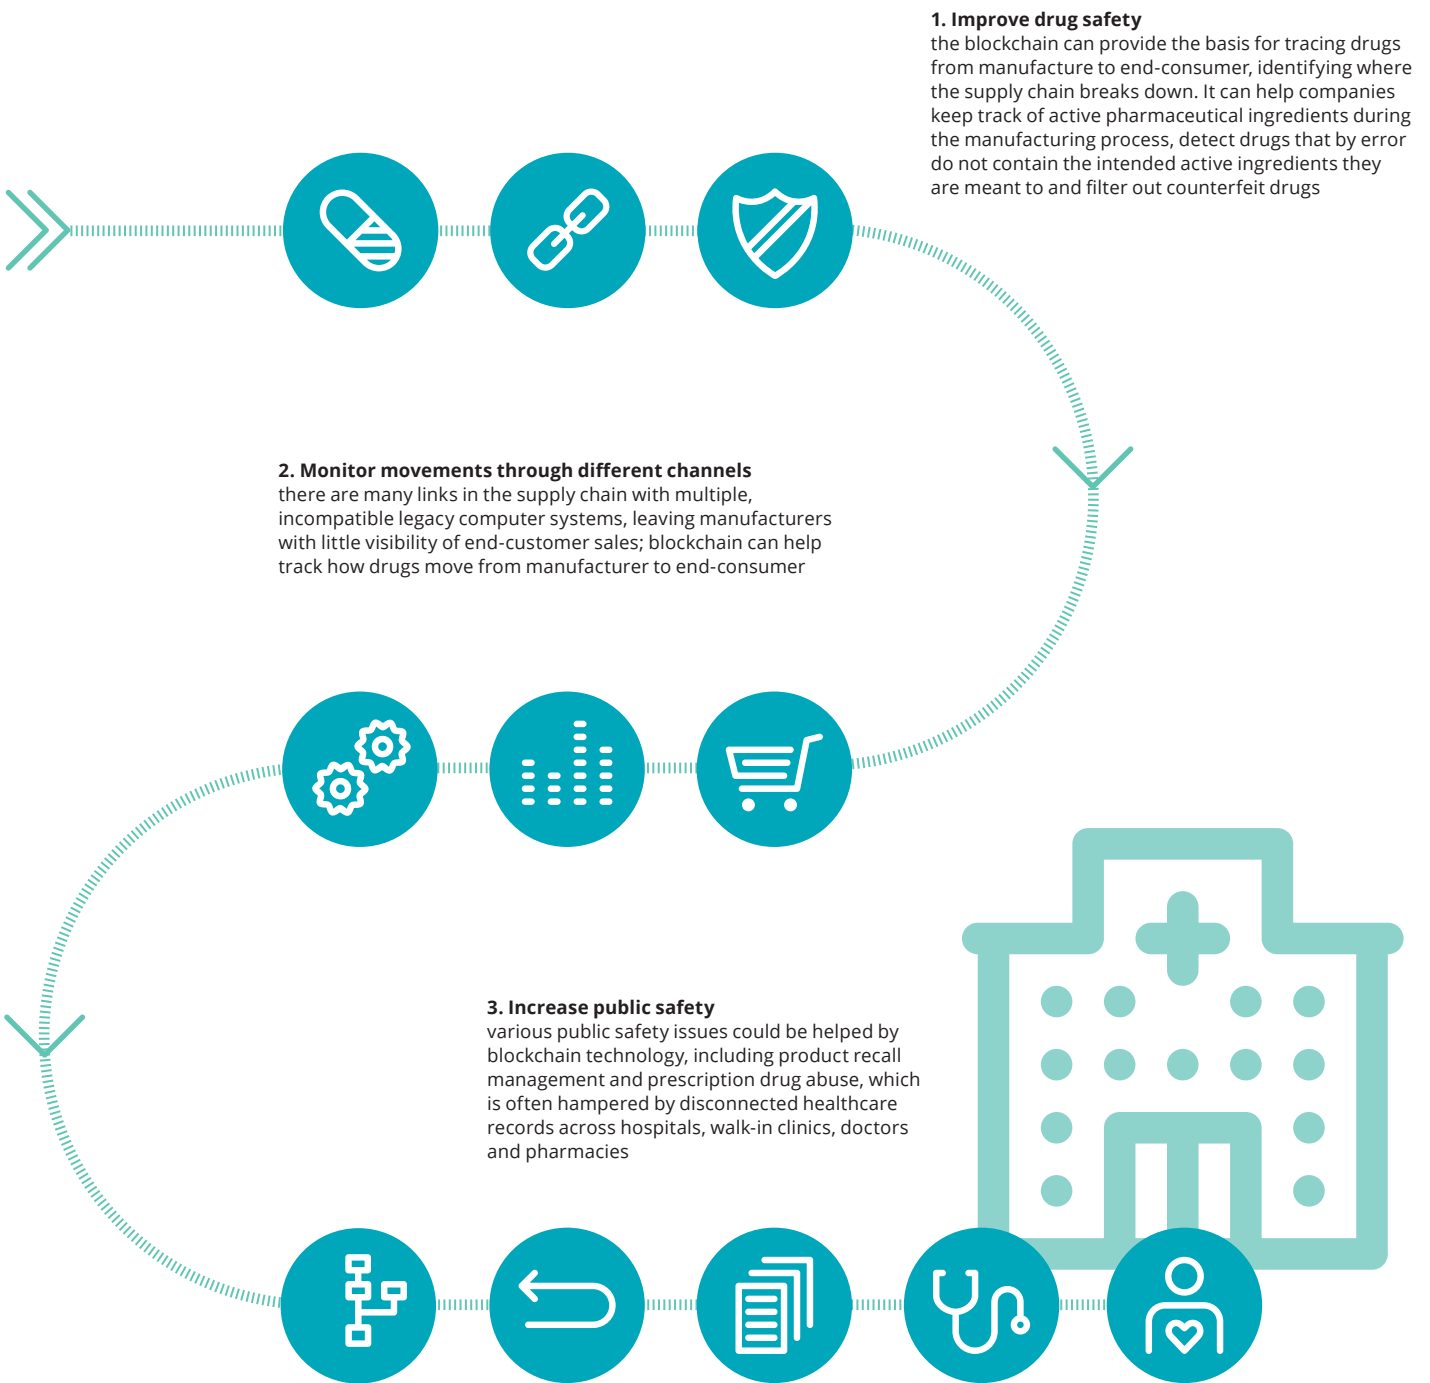 1. Improve drug safety
the blockchain can provide the basis for tracing drugs
from manufacture to end-consumer, identifying where
the supply chain breaks down. It can help companies
keep track of active pharmaceutical ingredients during
the manufacturing process, detect drugs that by error
do not contain the intended active ingredients they
are meant to and filter out counterfeit drugs
2. Monitor movements through different channels
there are many links in the supply chain with multiple,
incompatible legacy computer systems, leaving manufacturers
with little visibility of end-customer sales; blockchain can help
track how drugs move from manufacturer to end-consumer
3. Increase public safety
various public safety issues could be helped by
blockchain technology, including product recall
management and prescription drug abuse, which
is often hampered by disconnected healthcare
records across hospitals, walk-in clinics, doctors
and pharmacies